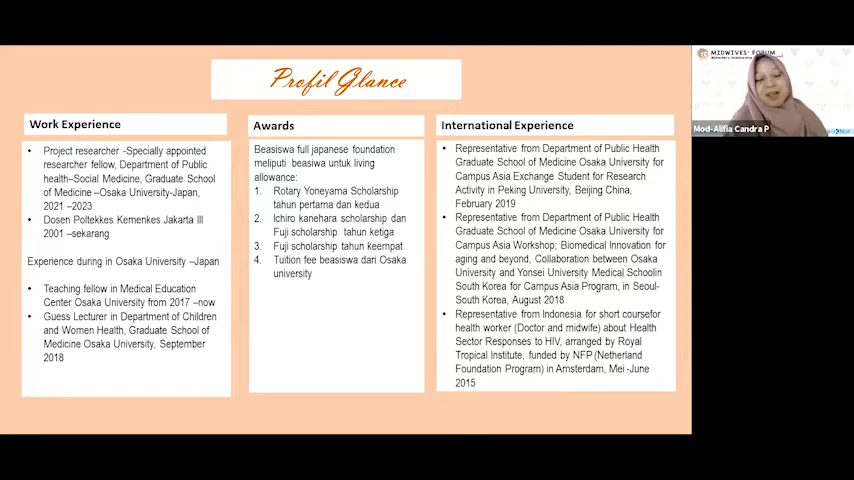 Profil Glance
Work Experience
• Project researcher -Specially appointed
researcher fellow, Department of Public
health–Social Medicine, Graduate School
of Medicine –Osaka University-Japan,
2021 –2023
• Dosen Poltekkes Kemenkes Jakarta III
2001 –sekarang
Experience during in Osaka University –Japan
• Teaching fellow in Medical Education
Center Osaka University from 2017 –now
• Guess Lecturer in Department of Children
and Women Health, Graduate School of
Medicine Osaka University, September
2018
Awards
Beasiswa full japanese foundation
meliputi beasiwa untuk living
allowance:
1. Rotary Yoneyama Scholarship
tahun pertama dan kedua
2. Ichiro kanehara scholarship dan
Fuji scholarship tahun ketiga
3. Fuji scholarship tahun keempat
4. Tuition fee beasiswa dari Osaka
university
International Experience
• Representative from Department of Public Health
Graduate School of Medicine Osaka University for
Campus Asia Exchange Student for Research
Activity in Peking University, Beijing China,
February 2019
• Representative from Department of Public Health
Graduate School of Medicine Osaka University for
Campus Asia Workshop; Biomedical Innovation for
aging and beyond, Collaboration between Osaka
University and Yonsei University Medical Schoolin
South Korea for Campus Asia Program, in Seoul-
South Korea, August 2018
• Representative from Indonesia for short coursefor
health worker (Doctor and midwife) about Health
Sector Responses to HIV, arranged by Royal
Tropical Institute, funded by NFP (Netherland
Foundation Program) in Amsterdam, Mei -June
2015
MIDWIVES' FORUM
Mod-Alifia Candra P